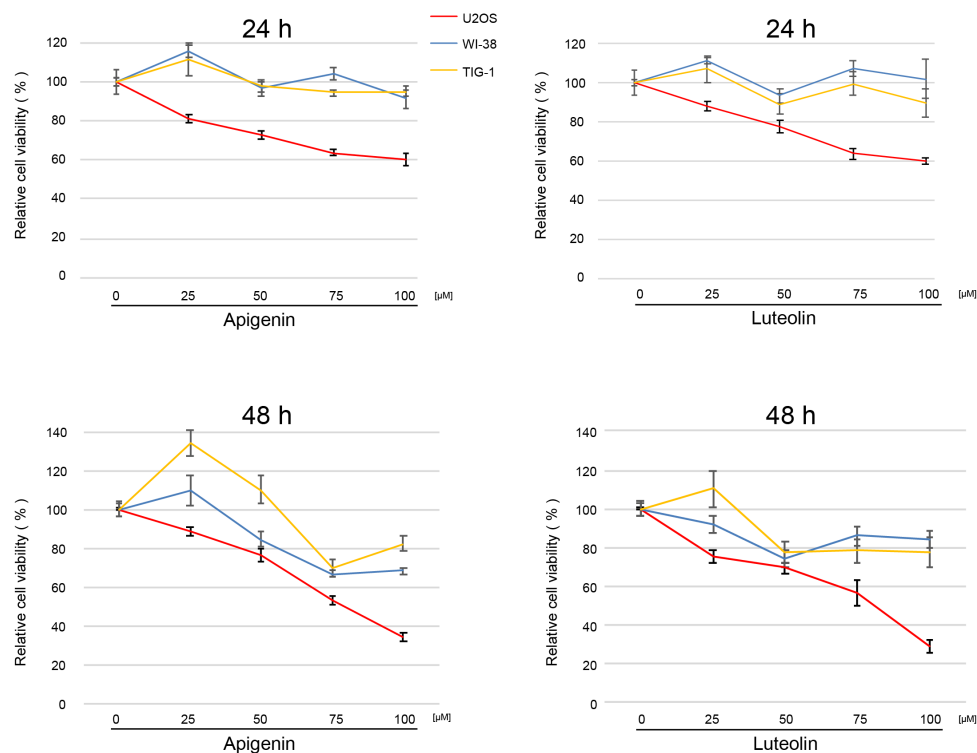 24 h
U2OS
WI-38
TIG-1
Relative cell viability ( % )
120
100
80
60
40
20
0
0 25 50 75 100 [μM]
Apigenin
24 h
Relative cell viability ( % )
120
100
80
60
40
20
0
0 25 50 75 100 [μM]
Luteolin
48 h
Relative cell viability ( % )
140
120
100
80
60
40
20
0
0 25 50 75 100 [μM]
Apigenin
48 h
Relative cell viability ( % )
140
120
100
80
60
40
20
0
0 25 50 75 100 [μM]
Luteolin